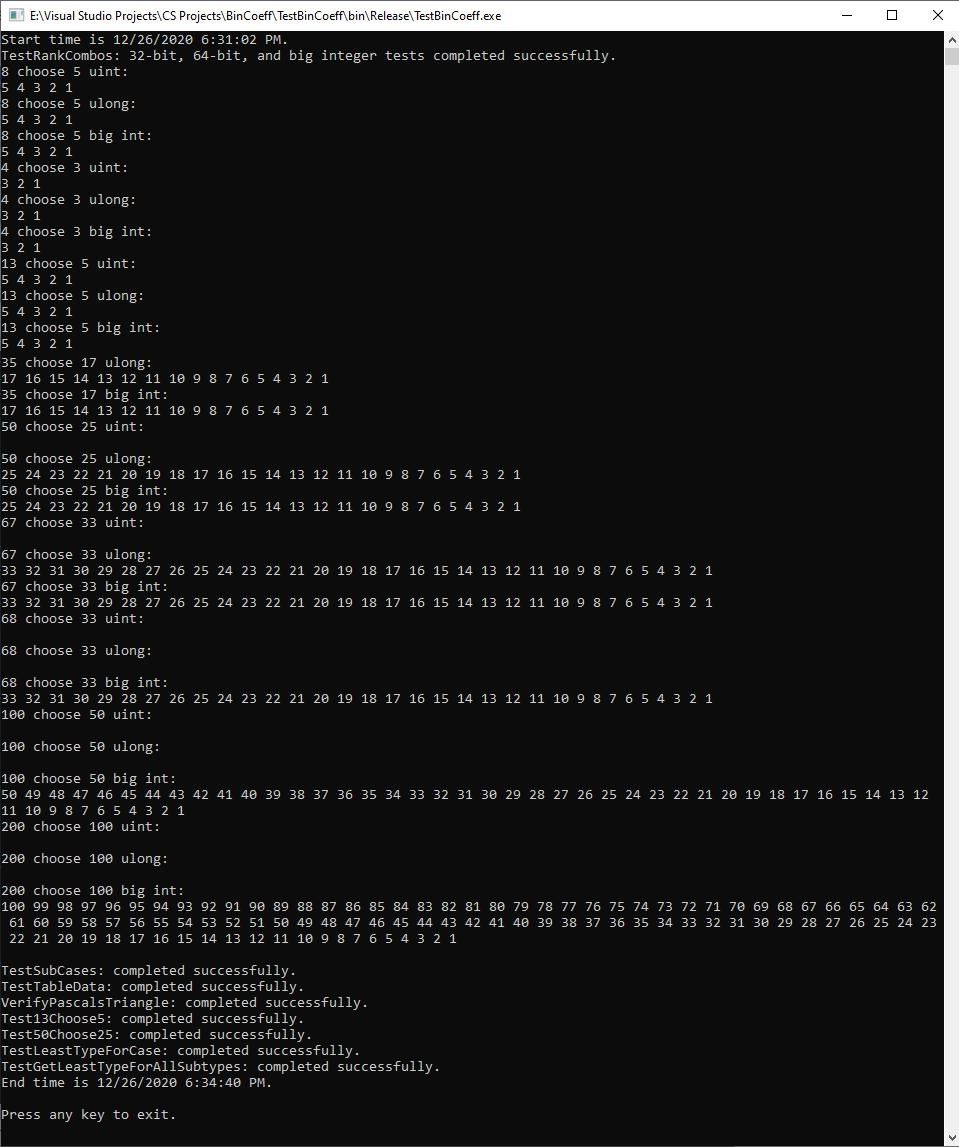 E:\Visual Studio Projects\CS Projects\BinCoeff\TestBinCoeff\bin\Release\TestBinCoeff.exe
Start time is 12/26/2020 6:31:02 PM.
TestRankCombos: 32-bit, 64-bit, and big integer tests completed successfully.
8 choose 5 uint:
5 4 3 2 1
8 choose 5 ulong:
5 4 3 2 1
8 choose 5 big int:
5 4 3 2 1
4 choose 3 uint:
3 2 1
4 choose 3 ulong:
3 2 1
4 choose 3 big int:
3 2 1
13 choose 5 uint:
5 4 3 2 1
13 choose 5 ulong:
5 4 3 2 1
13 choose 5 big int:
5 4 3 2 1
35 choose 17 ulong:
17 16 15 14 13 12 11 10 9 8 7 6 5 4 3 2 1
35 choose 17 big int:
17 16 15 14 13 12 11 10 9 8 7 6 5 4 3 2 1
50 choose 25 uint:
50 choose 25 ulong:
25 24 23 22 21 20 19 18 17 16 15 14 13 12 11 10 9 8 7 6 5 4 3 2 1
50 choose 25 big int:
25 24 23 22 21 20 19 18 17 16 15 14 13 12 11 10 9 8 7 6 5 4 3 2 1
67 choose 33 uint:
67 choose 33 ulong:
33 32 31 30 29 28 27 26 25 24 23 22 21 20 19 18 17 16 15 14 13 12 11 10 9 8 7 6 5 4 3 2 1
67 choose 33 big int:
33 32 31 30 29 28 27 26 25 24 23 22 21 20 19 18 17 16 15 14 13 12 11 10 9 8 7 6 5 4 3 2 1
68 choose 33 uint:
68 choose 33 ulong:
68 choose 33 big int:
33 32 31 30 29 28 27 26 25 24 23 22 21 20 19 18 17 16 15 14 13 12 11 10 9 8 7 6 5 4 3 2 1
100 choose 50 uint:
100 choose 50 ulong:
100 choose 50 big int:
50 49 48 47 46 45 44 43 42 41 40 39 38 37 36 35 34 33 32 31 30 29 28 27 26 25 24 23 22 21 20 19 18 17 16 15 14 13 12
11 10 9 8 7 6 5 4 3 2 1
200 choose 100 uint:
200 choose 100 ulong:
200 choose 100 big int:
100 99 98 97 96 95 94 93 92 91 90 89 88 87 86 85 84 83 82 81 80 79 78 77 76 75 74 73 72 71 70 69 68 67 66 65 64 63 62
61 60 59 58 57 56 55 54 53 52 51 50 49 48 47 46 45 44 43 42 41 40 39 38 37 36 35 34 33 32 31 30 29 28 27 26 25 24 23
22 21 20 19 18 17 16 15 14 13 12 11 10 9 8 7 6 5 4 3 2 1
TestSubCases: completed successfully.
TestTableData: completed successfully.
VerifyPascalsTriangle: completed successfully.
Test13Choose5: completed successfully.
Test50Choose25: completed successfully.
TestLeastTypeForCase: completed successfully.
TestGetLeastTypeForAllSubtypes: completed successfully.
End time is 12/26/2020 6:34:40 PM.
Press any key to exit.